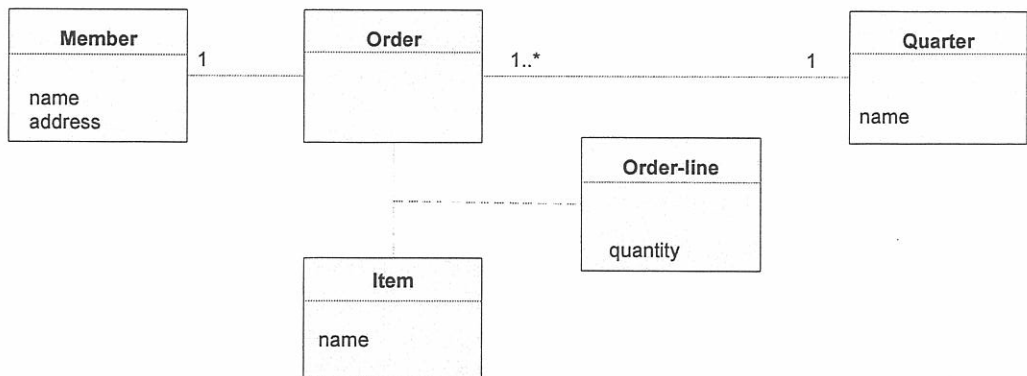 Member
name
address
1
Order
1..*
1
Quarter
name
Order-line
quantity
Item
name